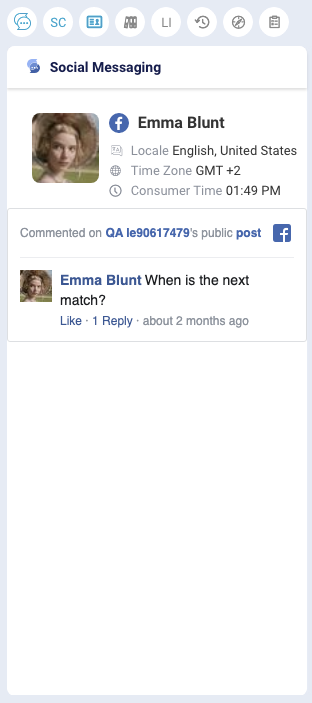 SC
LI
Social Messaging
Emma Blunt
Locale English, United States
Time Zone GMT +2
Consumer Time 01:49 PM
Commented on QA le90617479's public post
Emma Blunt When is the next
match?
Like · 1 Reply · about 2 months ago